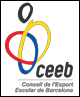 ceeb
Consell de l'Esport
Escolar de Barcelona